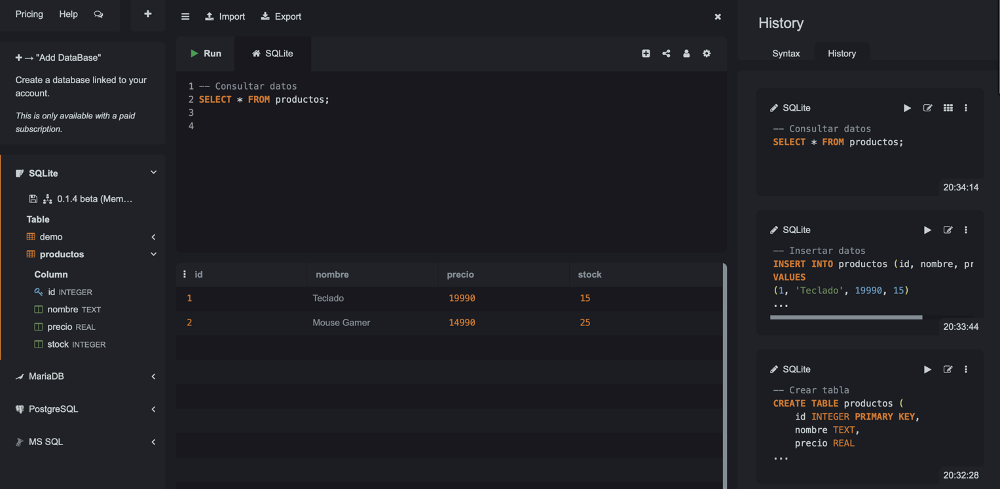 Pricing Help
Import Export
"Add DataBase"
Create a database linked to your
account.
This is only available with a paid
subscription.
SQLite
0.1.4 beta (Mem…
Table
demo
productos
Column
id INTEGER
nombre TEXT
precio REAL
stock INTEGER
MariaDB
PostgreSQL
MS SQL
Run SQLite
1 -- Consultar datos
2 SELECT * FROM productos;
3
4
id nombre precio stock
1 Teclado 19990 15
2 Mouse Gamer 14990 25
History
Syntax History
SQLite
-- Consultar datos
SELECT * FROM productos;
20:34:14
SQLite
-- Insertar datos
INSERT INTO productos (id, nombre, pr
VALUES
(1, 'Teclado', 19990, 15)
...
20:33:44
SQLite
-- Crear tabla
CREATE TABLE productos (
id INTEGER PRIMARY KEY,
nombre TEXT,
precio REAL
...
20:32:28